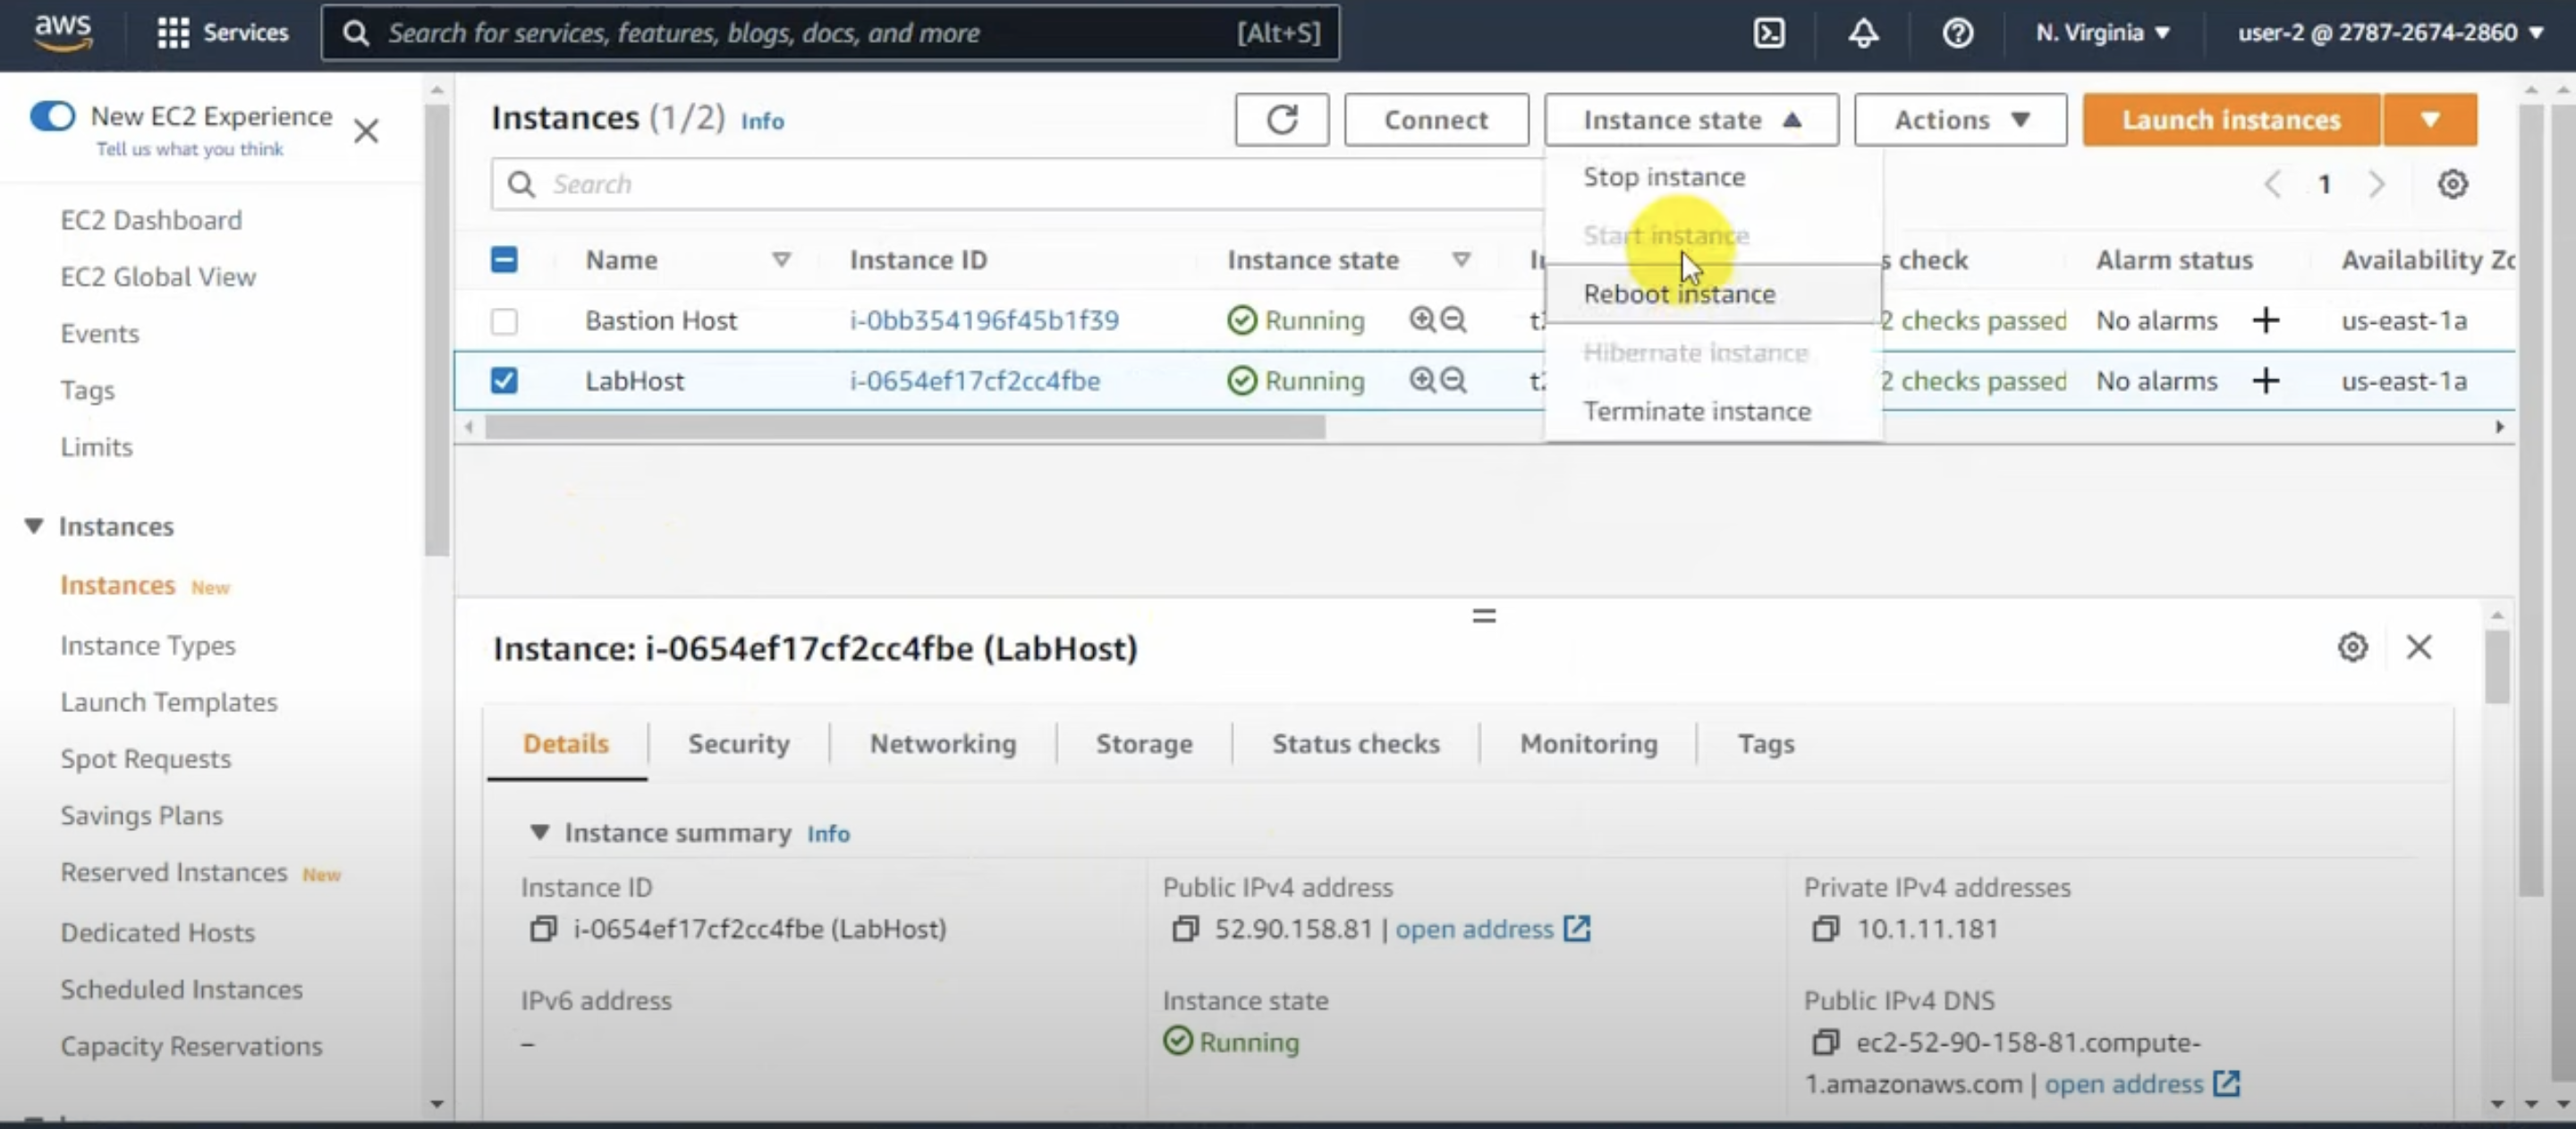 aws
Services
Search for services, features, blogs, docs, and more
[Alt+S]
N. Virginia
user-2 @ 2787-2674-2860
New EC2 Experience
Tell us what you think
EC2 Dashboard
EC2 Global View
Events
Tags
Limits
Instances
Instances New
Instance Types
Launch Templates
Spot Requests
Savings Plans
Reserved Instances New
Dedicated Hosts
Scheduled Instances
Capacity Reservations
Instances (1/2) Info
Connect
Instance state
Actions
Launch instances
Search
1
Stop instance
Start instance
Reboot instance
Hibernate instance
Terminate instance
Name
Instance ID
Instance state
s check
Alarm status
Availability Zo
Bastion Host
i-0bb354196f45b1f39
Running
2 checks passed
No alarms
us-east-1a
LabHost
i-0654ef17cf2cc4fbe
Running
2 checks passed
No alarms
us-east-1a
Instance: i-0654ef17cf2cc4fbe (LabHost)
Details
Security
Networking
Storage
Status checks
Monitoring
Tags
Instance summary Info
Instance ID
i-0654ef17cf2cc4fbe (LabHost)
Public IPv4 address
52.90.158.81 | open address
Private IPv4 addresses
10.1.11.181
IPv6 address
–
Instance state
Running
Public IPv4 DNS
ec2-52-90-158-81.compute-
1.amazonaws.com | open address